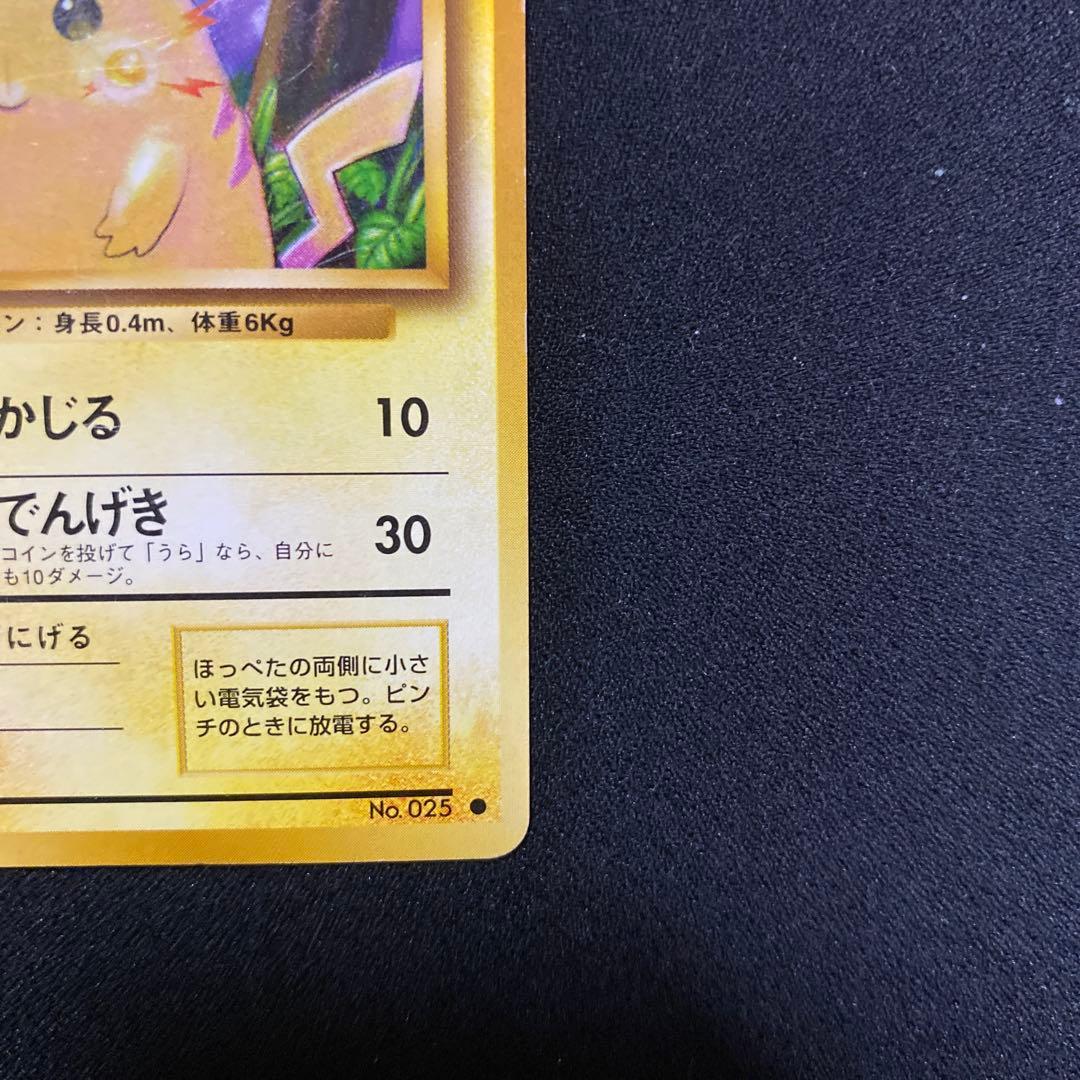 ン：身長0.4m、体重6Kg
かじる 10
でんげき 30
コインを投げて「うら」なら、自分に
も10ダメージ。
にげる
ほっぺたの両側に小さ
い電気袋をもつ。ピン
チのときに放電する。
No. 025 ●